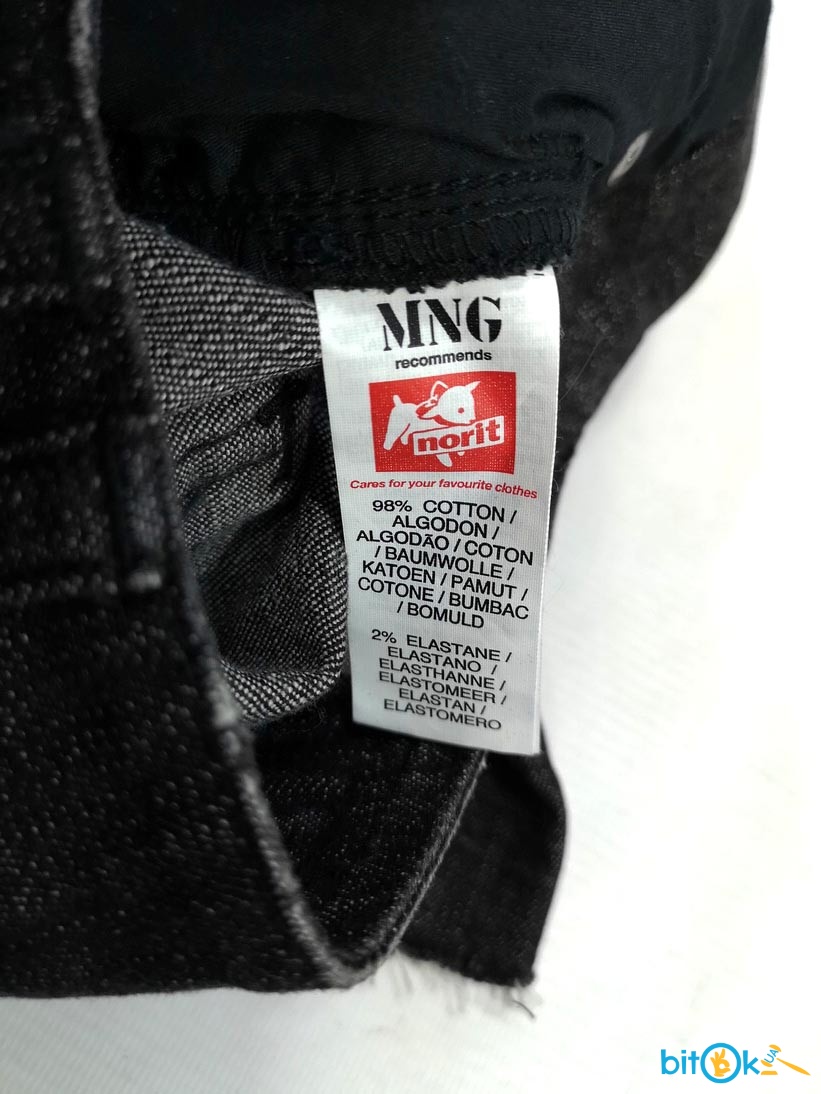 MNG
recommends
norit
Cares for your favourite clothes
98% COTTON /
ALGODON /
ALGODÃO / COTON
/ BAUMWOLLE /
KATOEN / PAMUT /
COTONE / BUMBAC
/ BOMULD
2% ELASTANE /
ELASTANO /
ELASTHANNE /
ELASTOMEER /
ELASTAN /
ELASTOMERO
bitok UA